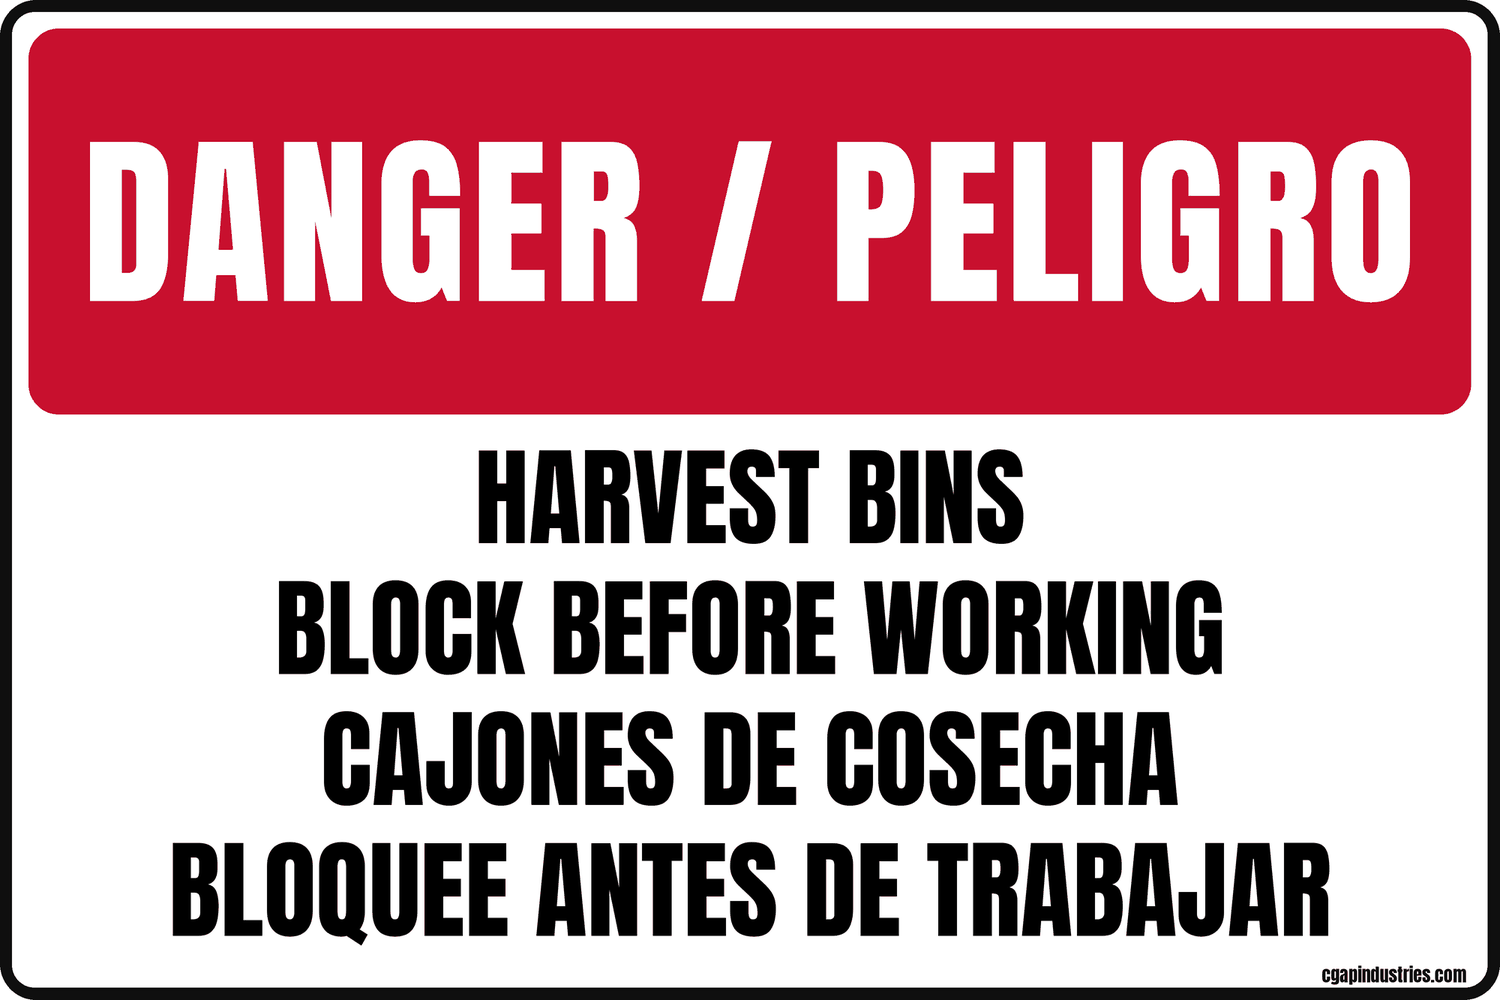 DANGER / PELIGRO
HARVEST BINS
BLOCK BEFORE WORKING
CAJONES DE COSECHA
BLOQUEE ANTES DE TRABAJAR
cgapindustries.com